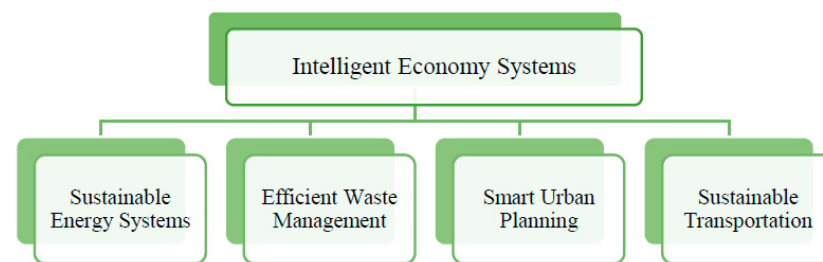 Intelligent Economy Systems
Sustainable
Energy Systems
Efficient Waste
Management
Smart Urban
Planning
Sustainable
Transportation